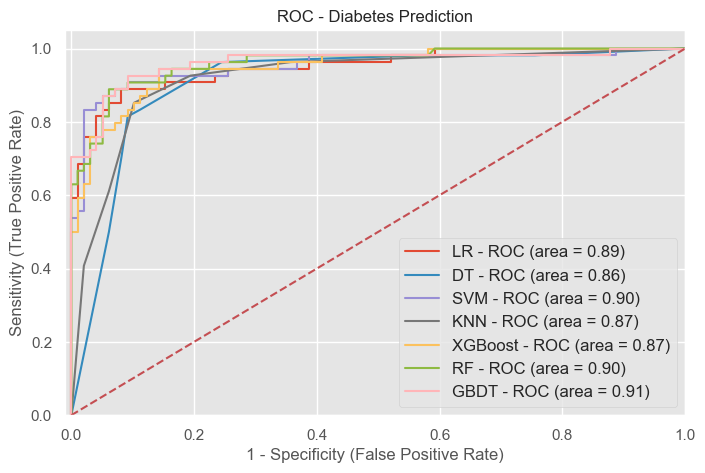 ROC - Diabetes Prediction
Sensitivity (True Positive Rate)
1.0
0.8
0.6
0.4
0.2
0.0
LR - ROC (area = 0.89)
DT - ROC (area = 0.86)
SVM - ROC (area = 0.90)
KNN - ROC (area = 0.87)
XGBoost - ROC (area = 0.87)
RF - ROC (area = 0.90)
GBDT - ROC (area = 0.91)
0.0 0.2 0.4 0.6 0.8 1.0
1 - Specificity (False Positive Rate)